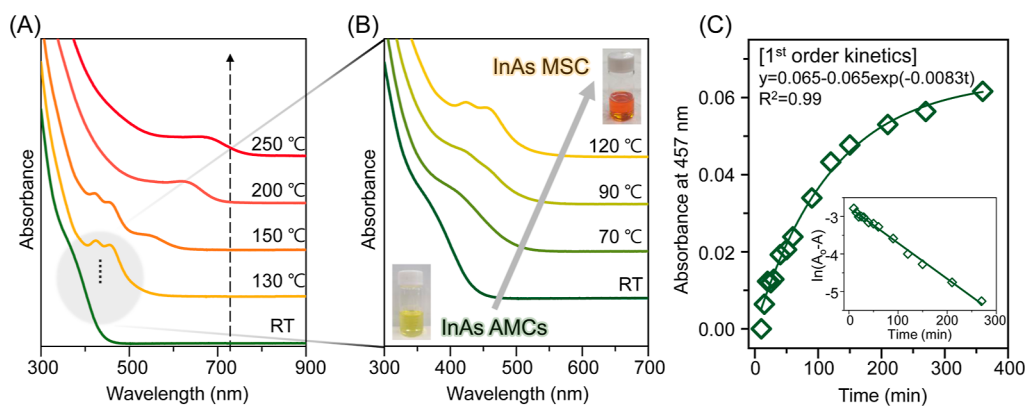 (A)
Absorbance
250 ℃
200 ℃
150 ℃
130 ℃
RT
300 500 700 900
Wavelength (nm)
(B)
Absorbance
InAs MSC
120 ℃
90 ℃
70 ℃
RT
InAs AMCs
300 400 500 600 700
Wavelength (nm)
(C)
Absorbance at 457 nm
[1st order kinetics]
y=0.065-0.065exp(-0.0083t)
R²=0.99
0.06
0.04
0.02
0.00
0 100 200 300 400
Time (min)
ln(A₀-A)
-3
-4
-5
0 100 200 300
Time (min)